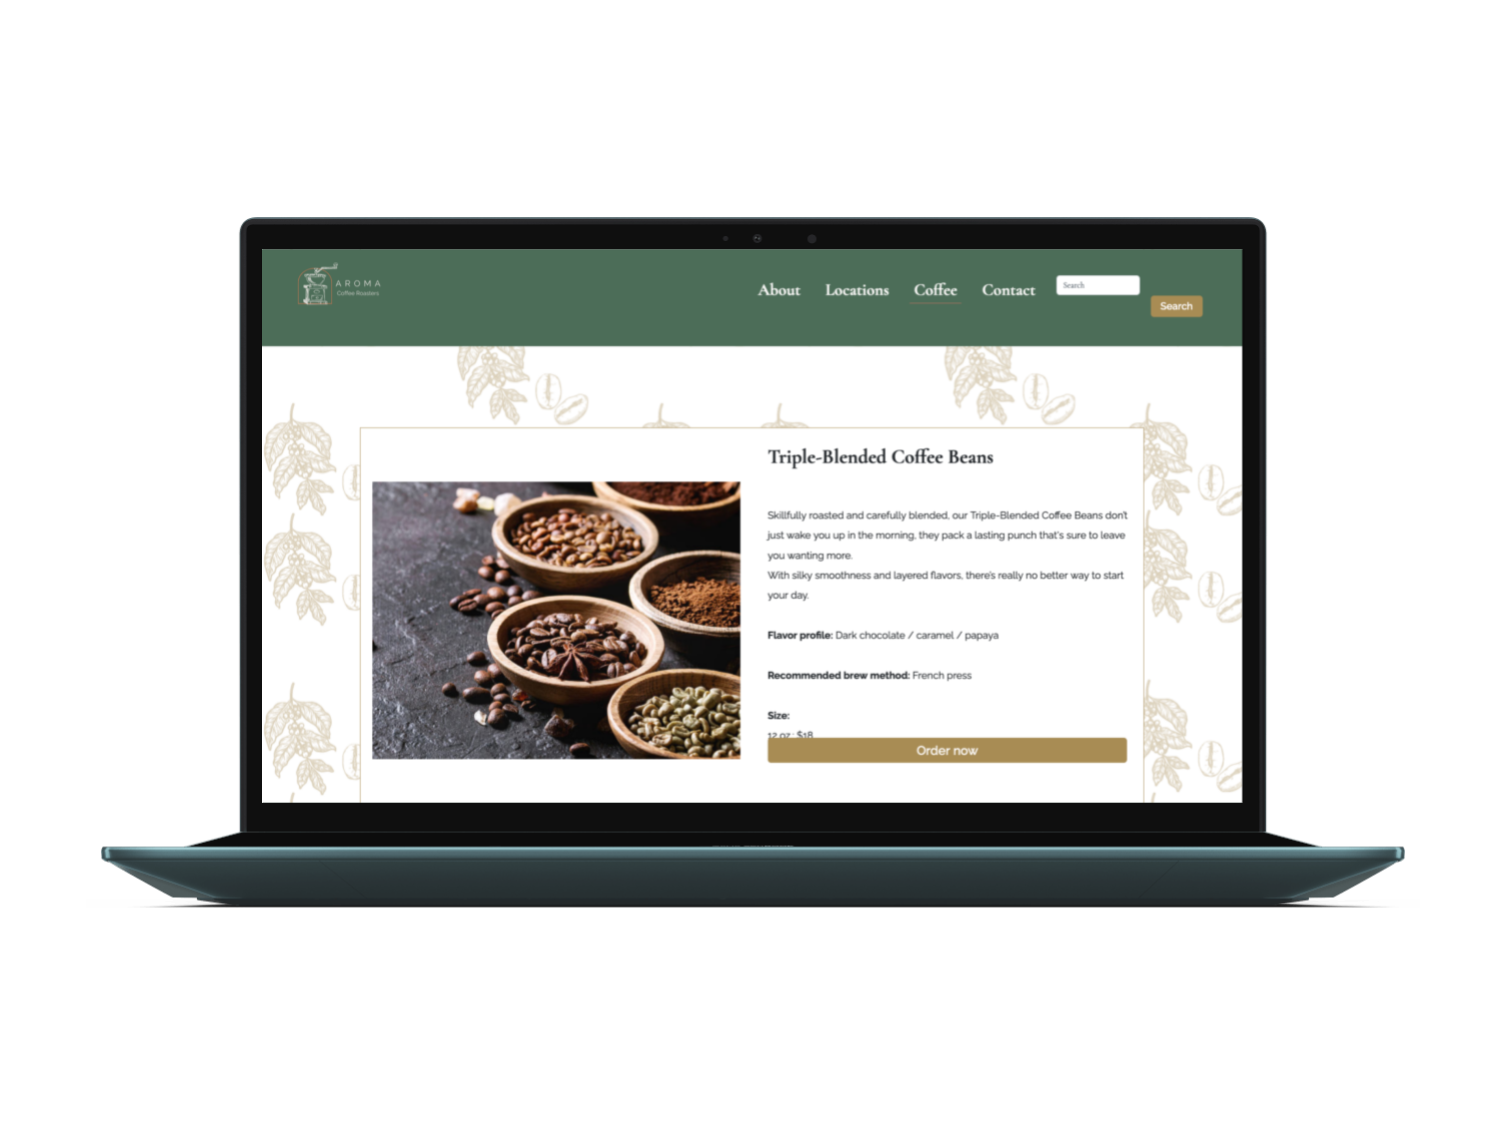 AROMA
Coffee Roasters
About Locations Coffee Contact Search
Search
Triple-Blended Coffee Beans
Skillfully roasted and carefully blended, our Triple-Blended Coffee Beans don't
just wake you up in the morning, they pack a lasting punch that's sure to leave
you wanting more.
With silky smoothness and layered flavors, there's really no better way to start
your day.
Flavor profile: Dark chocolate / caramel / papaya
Recommended brew method: French press
Size:
12 oz.: $18
Order now